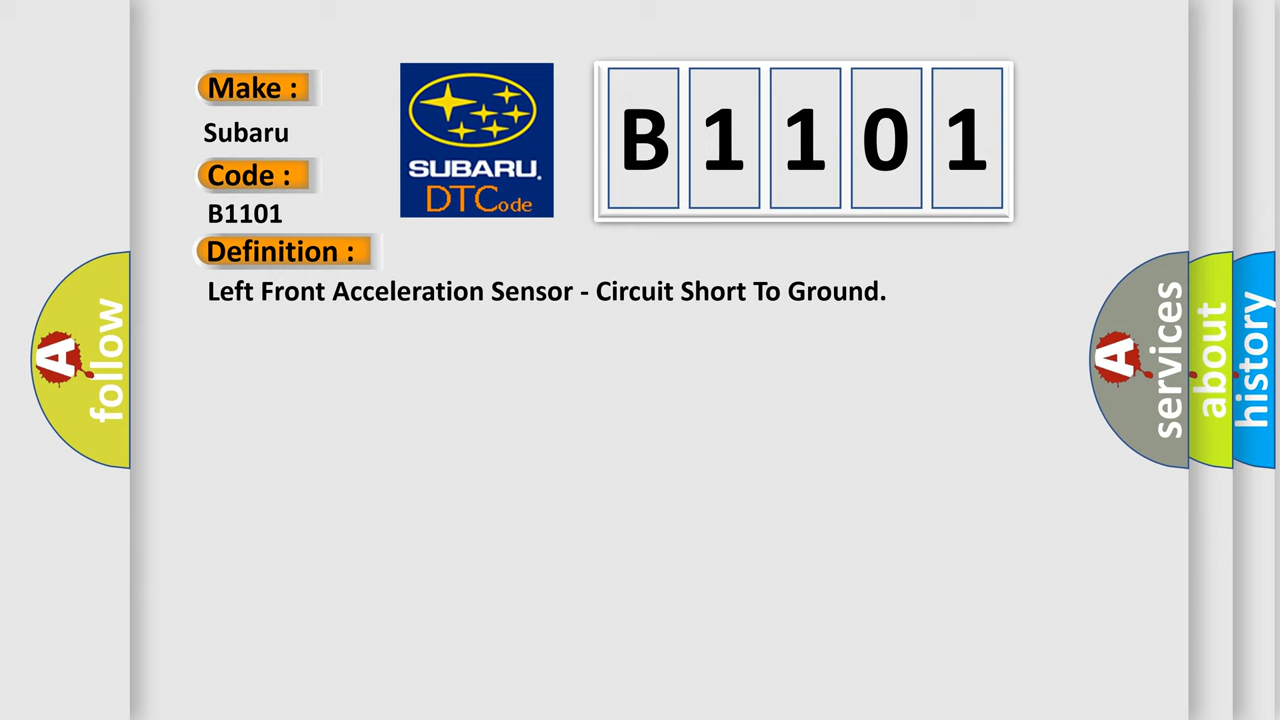 Make :
Subaru
Code :
B1101
Definition :
Left Front Acceleration Sensor - Circuit Short To Ground.
SUBARU.
DTCode
B 1 1 0 1
A follow
A services
about
history